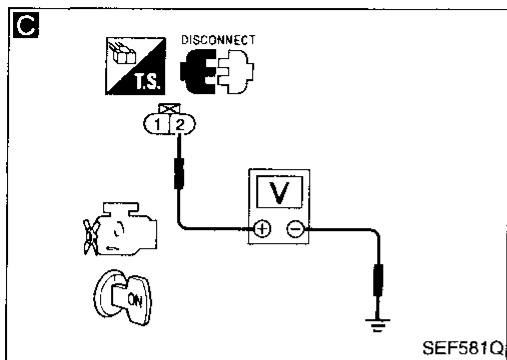 C
DISCONNECT
T.S.
1 2
V
+ −
ON
SEF581Q